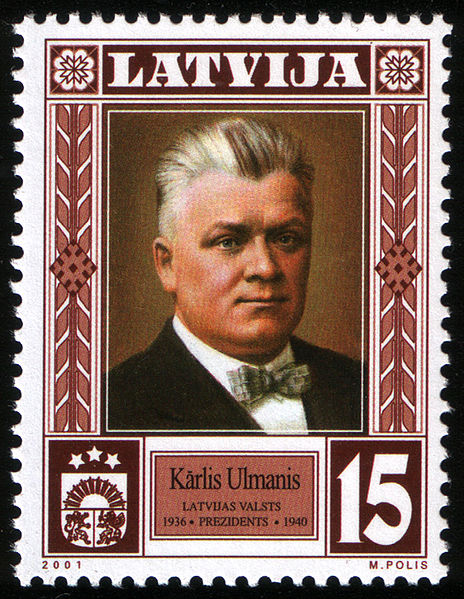 LATVIJA
Kārlis Ulmanis
LATVIJAS VALSTS
1936 • PREZIDENTS • 1940
15
2001
M.POLIS